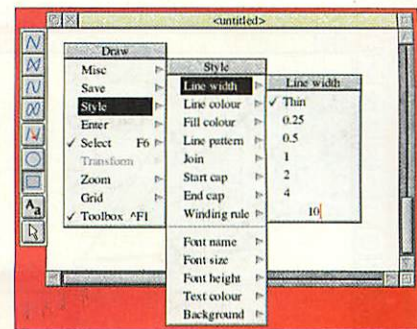 <untitled>
Draw
Misc
Save
Style
Enter
✓ Select F6
Transform
Zoom
Grid
✓ Toolbox ^F1
Style
Line width
Line colour
Fill colour
Line pattern
Join
Start cap
End cap
Winding rule
Font name
Font size
Font height
Text colour
Background
Line width
✓ Thin
0.25
0.5
1
2
4
10
Aa